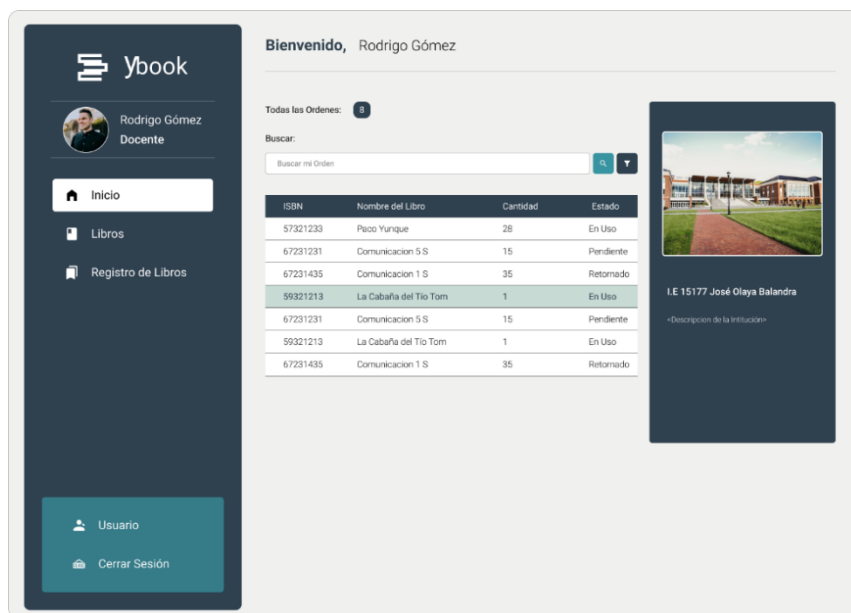 ybook
Rodrigo Gómez
Docente
Inicio
Libros
Registro de Libros
Usuario
Cerrar Sesión
Bienvenido, Rodrigo Gómez
Todas las Ordenes: 8
Buscar:
Buscar mi Orden
ISBN Nombre del Libro Cantidad Estado
57321233 Paco Yunque 28 En Uso
67231231 Comunicacion 5 S 15 Pendiente
67231435 Comunicacion 1 S 35 Retornado
59321213 La Cabaña del Tío Tom 1 En Uso
67231231 Comunicacion 5 S 15 Pendiente
59321213 La Cabaña del Tío Tom 1 En Uso
67231435 Comunicacion 1 S 35 Retornado
I.E 15177 José Olaya Balandra
<Descripcion de la Intitución>